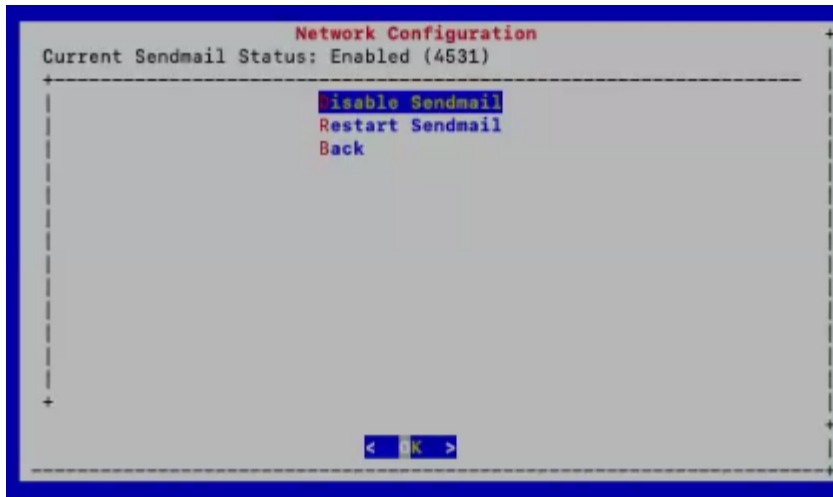 Network Configuration
Current Sendmail Status: Enabled (4531)
Disable Sendmail
Restart Sendmail
Back
< OK >